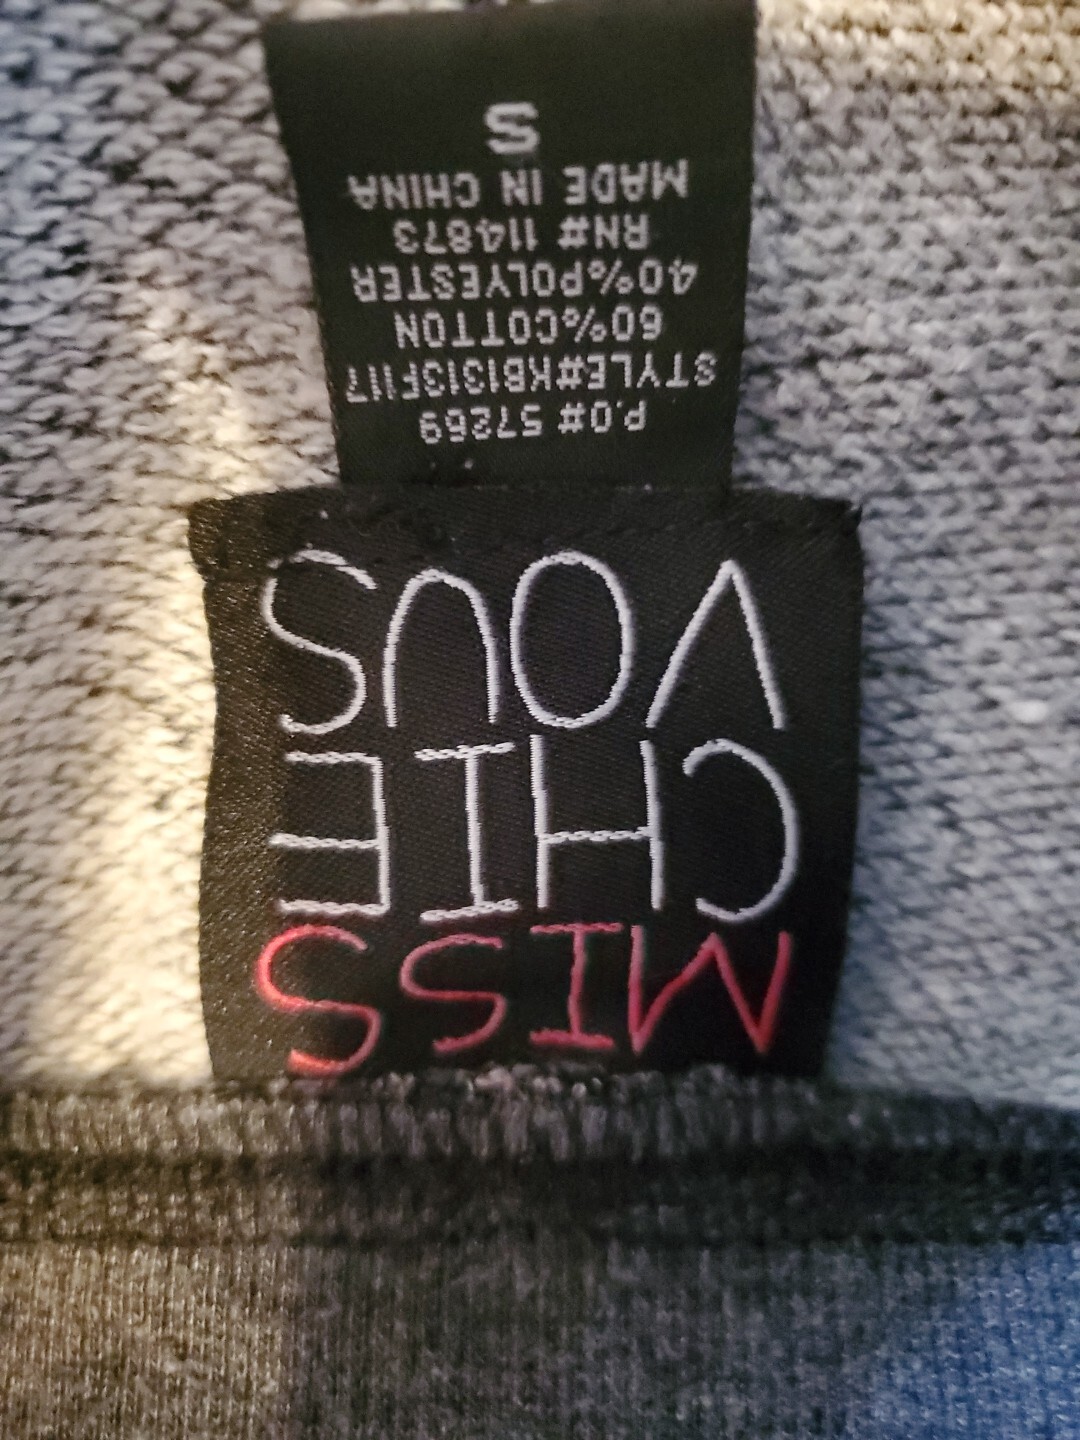 MISS
CHIE
VOUS
P.O# 57269
STYLE#KB1313F117
60%COTTON
40%POLYESTER
RN# 114873
MADE IN CHINA
S